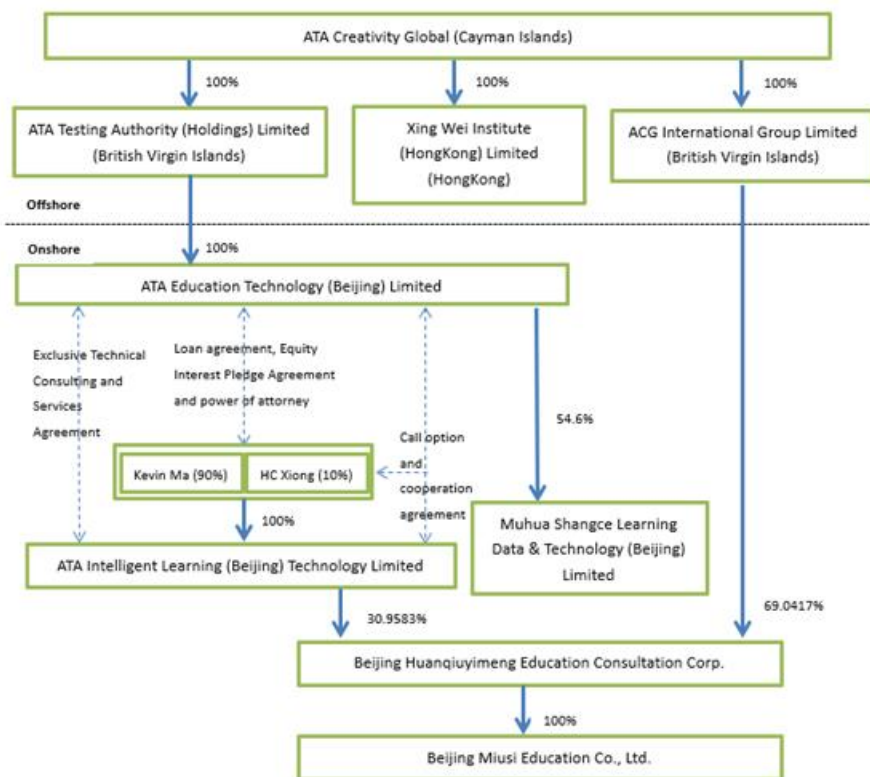 ATA Creativity Global (Cayman Islands)
100%
100%
100%
ATA Testing Authority (Holdings) Limited
(British Virgin Islands)
Xing Wei Institute
(HongKong) Limited
(HongKong)
ACG International Group Limited
(British Virgin Islands)
Offshore
Onshore
100%
ATA Education Technology (Beijing) Limited
Exclusive Technical
Consulting and
Services
Agreement
Loan agreement, Equity
Interest Pledge Agreement
and power of attorney
54.6%
Call option
and
cooperation
agreement
Kevin Ma (90%)
HC Xiong (10%)
100%
Muhua Shangce Learning
Data & Technology (Beijing)
Limited
ATA Intelligent Learning (Beijing) Technology Limited
30.9583%
69.0417%
Beijing Huanqiuyimeng Education Consultation Corp.
100%
Beijing Miusi Education Co., Ltd.